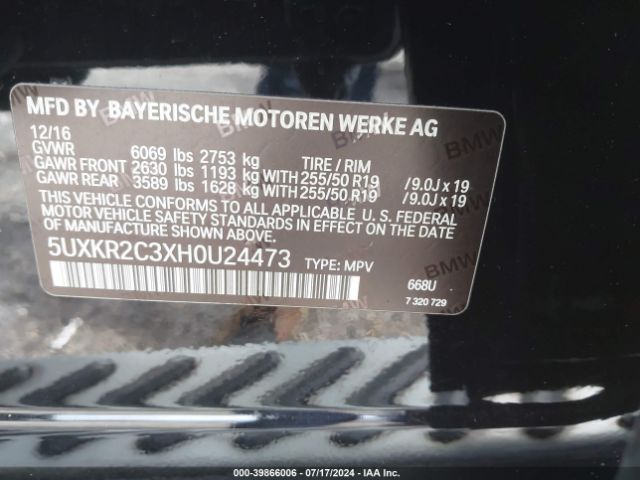 MFD BY. BAYERISCHE MOTOREN WERKE AG
12/16
GVWR 6069 lbs 2753 kg TIRE / RIM
GAWR FRONT 2630 lbs 1193 kg WITH 255/50 R19 /9.0J x 19
GAWR REAR 3589 lbs 1628 kg WITH 255/50 R19 /9.0J x 19
THIS VEHICLE CONFORMS TO ALL APPLICABLE U. S. FEDERAL
MOTOR VEHICLE SAFETY STANDARDS IN EFFECT ON THE DATE
OF MANUFACTURE SHOWN ABOVE.
5UXKR2C3XH0U24473 TYPE: MPV
668U
7 320 729
000-39866006 / 07/17/2024 - IAA Inc.